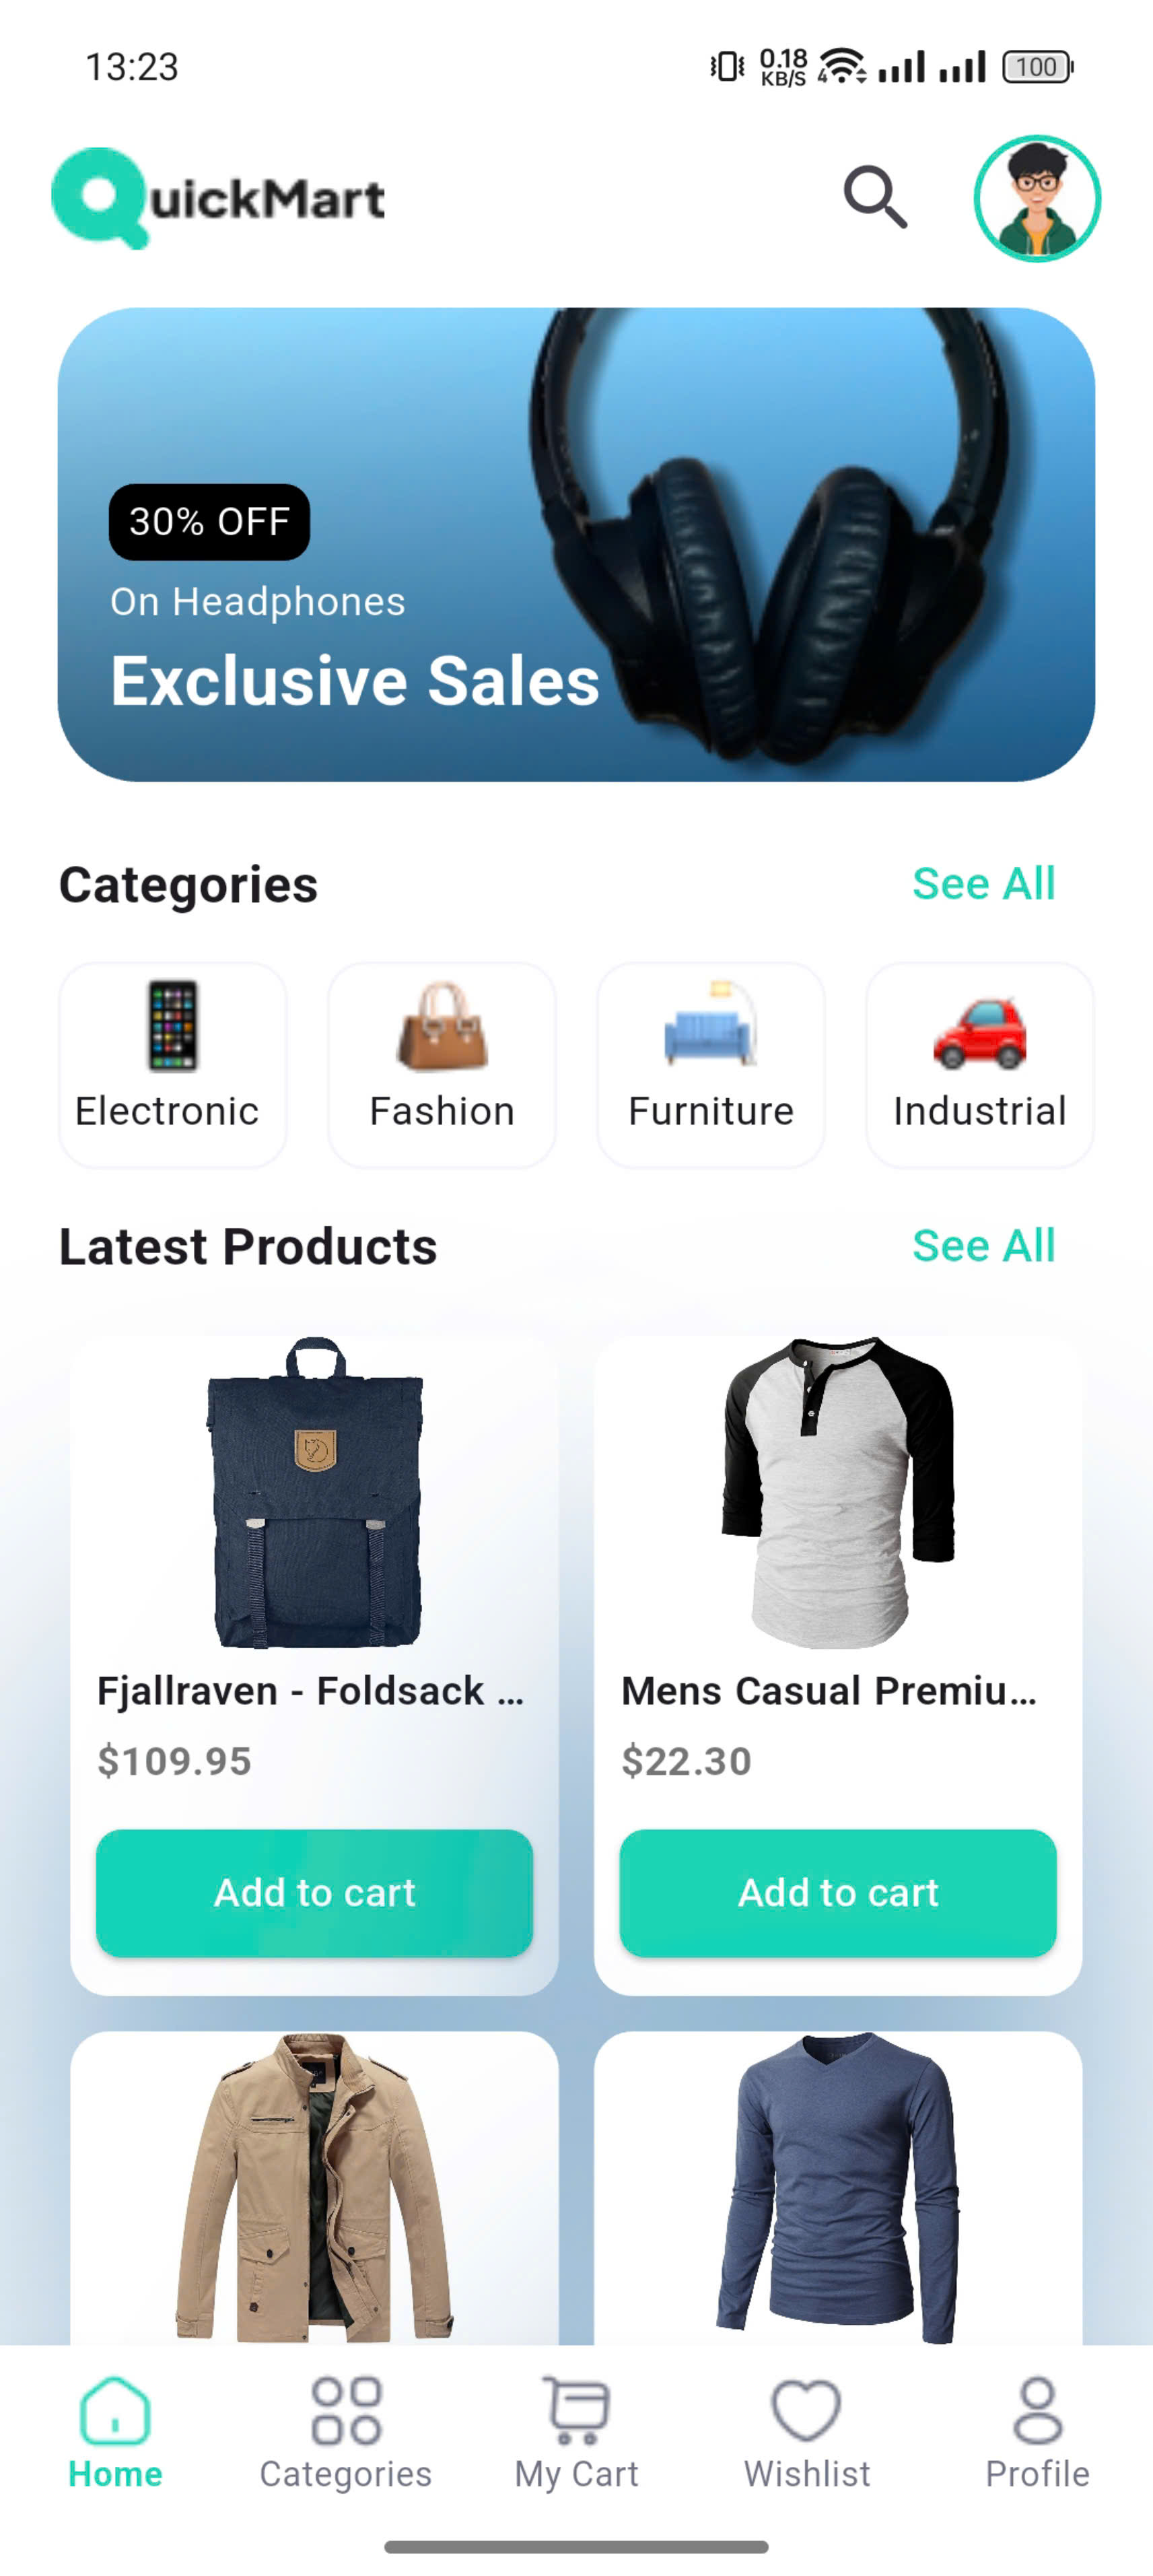 13:23
0.18
KB/S
4
100
QuickMart
30% OFF
On Headphones
Exclusive Sales
Categories
See All
Electronic
Fashion
Furniture
Industrial
Latest Products
See All
Fjallraven - Foldsack ...
Mens Casual Premiu...
$109.95
$22.30
Add to cart
Add to cart
Home
Categories
My Cart
Wishlist
Profile